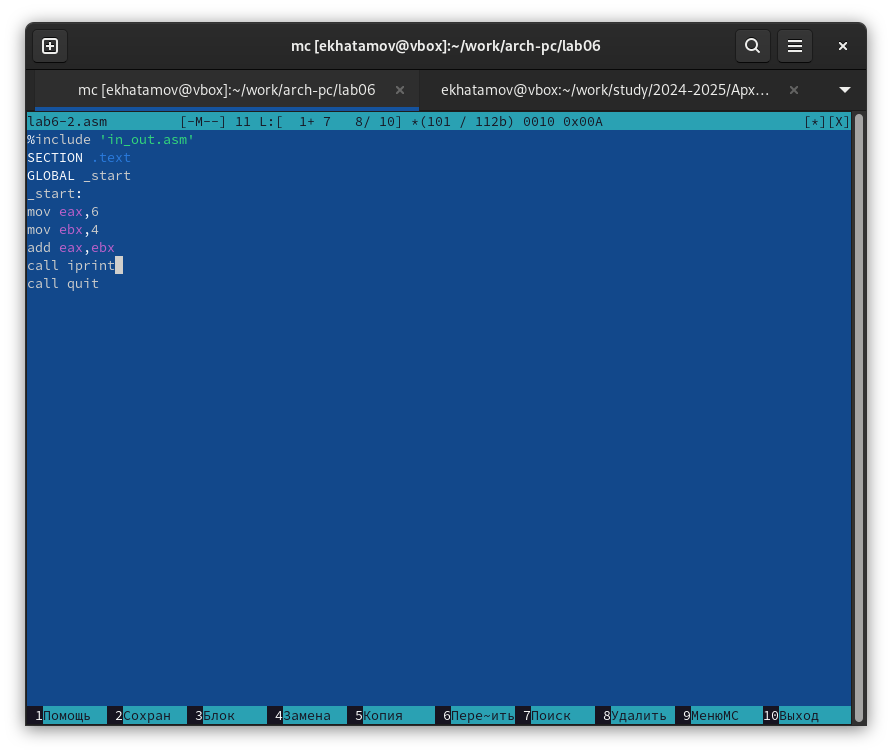 mc [ekhatamov@vbox]:~/work/arch-pc/lab06
mc [ekhatamov@vbox]:~/work/arch-pc/lab06 × ekhatamov@vbox:~/work/study/2024-2025/Арх... ×
lab6-2.asm [-M--] 11 L:[ 1+ 7 8/ 10] *(101 / 112b) 0010 0x00A [*][X]
%include 'in_out.asm'
SECTION .text
GLOBAL _start
_start:
mov eax,6
mov ebx,4
add eax,ebx
call iprint
call quit
1Помощь 2Сохран 3Блок 4Замена 5Копия 6Пере~ить 7Поиск 8Удалить 9МенюMC 10Выход